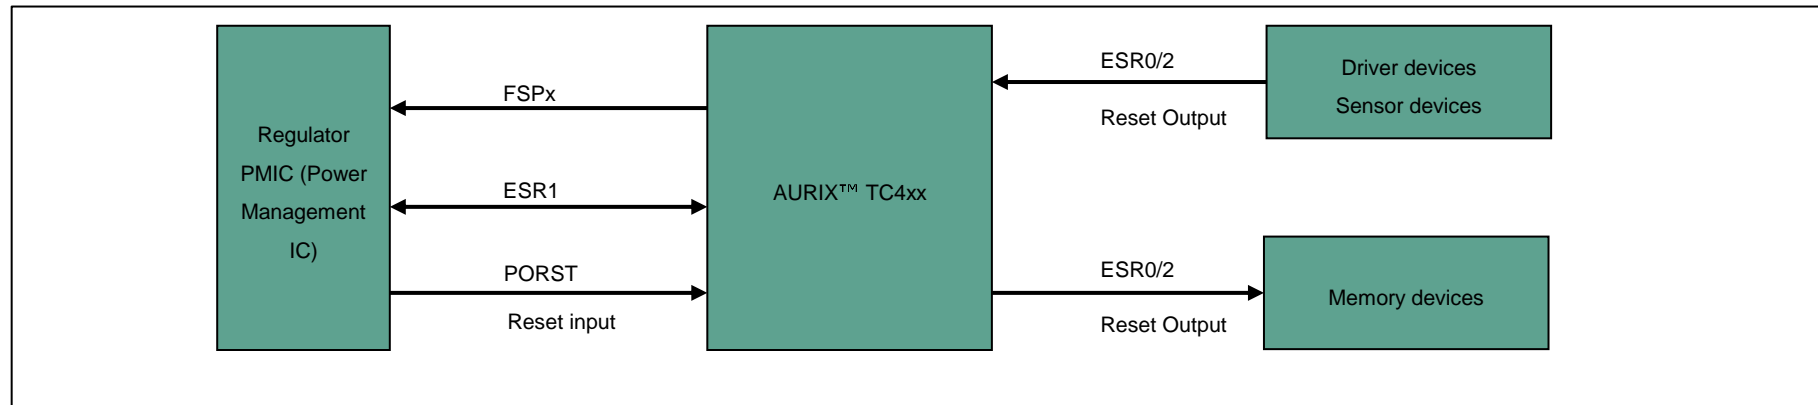 Regulator
PMIC (Power
Management
IC)
FSPx
ESR1
PORST
Reset input
AURIX™ TC4xx
ESR0/2
Reset Output
Driver devices
Sensor devices
ESR0/2
Reset Output
Memory devices